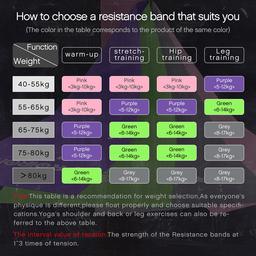 How to choose a resistance band that suits you
(The color in the table corresponds to the product of the same color)
Function
Weight
warm-up
stretch-training
Hip training
Leg training
40-55kg
Pink <3kg-10kg>
Pink <3kg-10kg>
Pink <3kg-10kg>
Purple <5-12kg>
55-65kg
Pink <3kg-10kg>
Purple <5-12kg>
Purple <5-12kg>
Green <6-14kg>
65-75kg
Purple <5-12kg>
Green <6-14kg>
Green <6-14kg>
Grey <8-17kg>
75-80kg
Purple <5-12kg>
Green <6-14kg>
Green <6-14kg>
Grey <8-17kg>
>80kg
Green <6-14kg>
Grey <8-17kg>
Grey <8-17kg>
Grey <8-17kg>
This table is a recommendation for weight selection.As everyone's
physique is different,please float properly and choose suitable specifi-
cations.Yoga's shoulder and back or leg exercises can also be re-
ferred to the above table.
The interval value of tension:The strength of the Resistance bands at
1~3 times of tension.